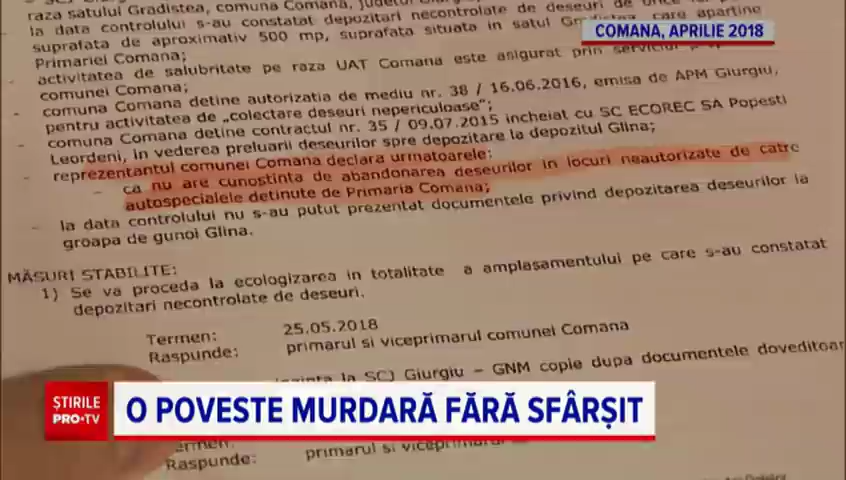 raza satului Gradistea, comuna Comana,
la data controlului s-au constatat depozitari necontrolate de deseuri de
suprafata de aproximativ 500 mp, suprafata situata in satul care apartine
Primariei Comana;
COMANA, APRILIE 2018
activitatea de salubritate pe raza UAT Comana este asigurat prin
comunei Comana;
- comuna Comana detine autorizatia de mediu nr. 38 / 16.06.2016, emisa de APM Giurgiu,
pentru activitatea de „colectare deseuri nepericuloase”;
- comuna Comana detine contractul nr. 35 / 09.07.2015 incheiat cu SC ECOREC SA Popesti
Leordeni, in vederea preluarii deseurilor spre depozitare la depozitul Glina;
- reprezentantul comunei Comana declara urmatoarele:
- ca nu are cunostinta de abandonarea deseurilor in locuri neautorizate de catre
autospecialele detinute de Primaria Comana;
- la data controlului nu s-au putut prezentat documentele privind depozitarea deseurilor la
groapa de gunoi Glina.
MĂSURI STABILITE:
1) Se va proceda la ecologizarea in totalitate a amplasamentului pe care s-au constatat
depozitari necontrolate de deseuri.
Termen: 25.05.2018
Raspunde: primarul si viceprimarul comunei Comana
la SCJ Giurgiu – GNM copie dupa documentele doveditoar
ȘTIRILE
PRO•TV
O POVESTE MURDARĂ FĂRĂ SFÂRȘIT
Raspunde: primarul si